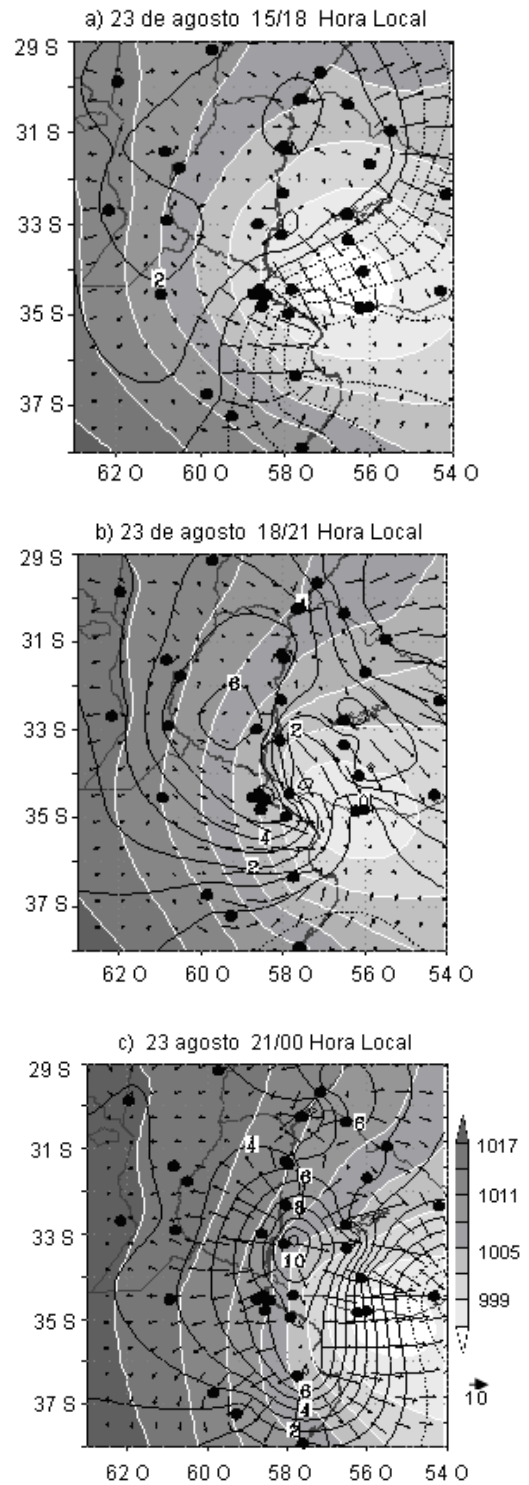 a) 23 de agosto 15/18 Hora Local
29 S
31 S
33 S
2
35 S
37 S
62 O 60 O 58 O 56 O 54 O
b) 23 de agosto 18/21 Hora Local
29 S
31 S
6
33 S
2
35 S
4
2
37 S
62 O 60 O 58 O 56 O 54 O
c) 23 agosto 21/00 Hora Local
29 S
6
31 S
4
6
8
33 S
10
35 S
6
4
37 S
2
62 O 60 O 58 O 56 O 54 O
1017
1011
1005
999
10